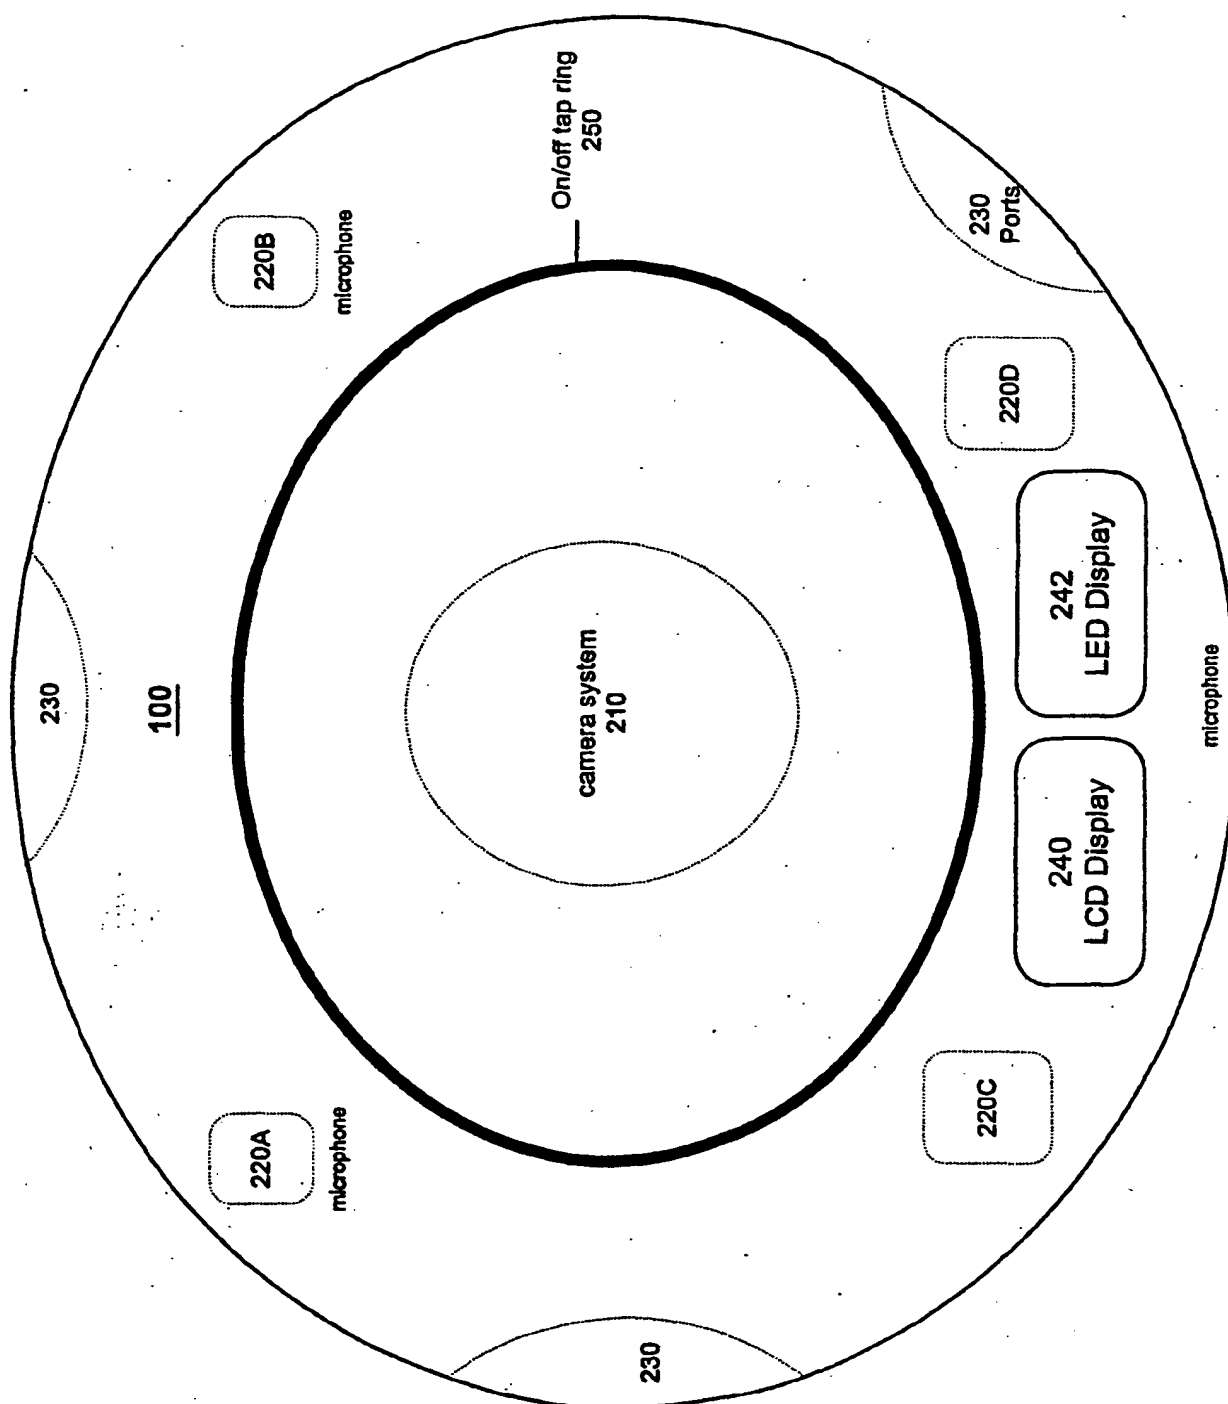 230
100
220A
microphone
220B
microphone
On/off tap ring
250
camera system
210
230
230
Ports
220C
220D
240
LCD Display
242
LED Display
microphone